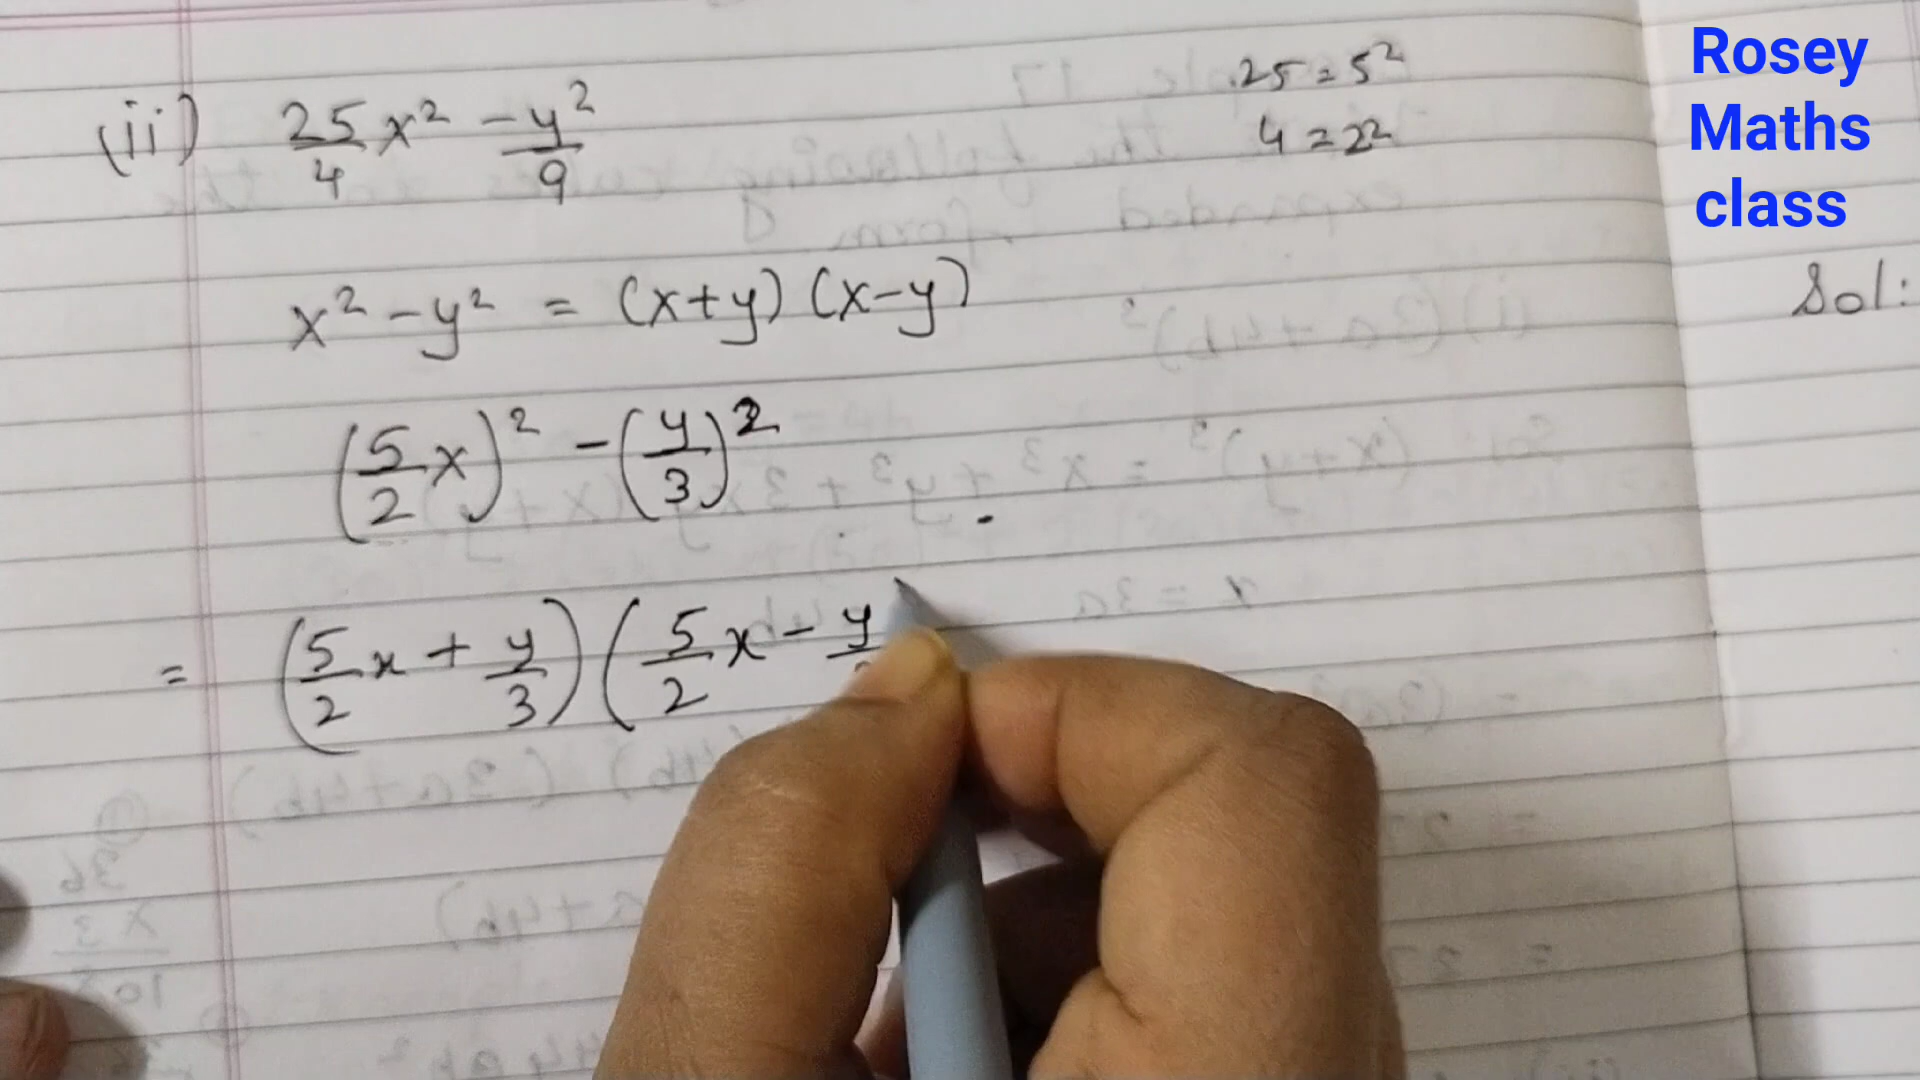 (ii) 25/4 x² - y²/9
25 = 5²
4 = 2²
x² - y² = (x+y) (x-y)
(5/2 x)² - (y/3)²
= (5/2 x + y/3) (5/2 x - y
Sol:
Rosey
Maths
class